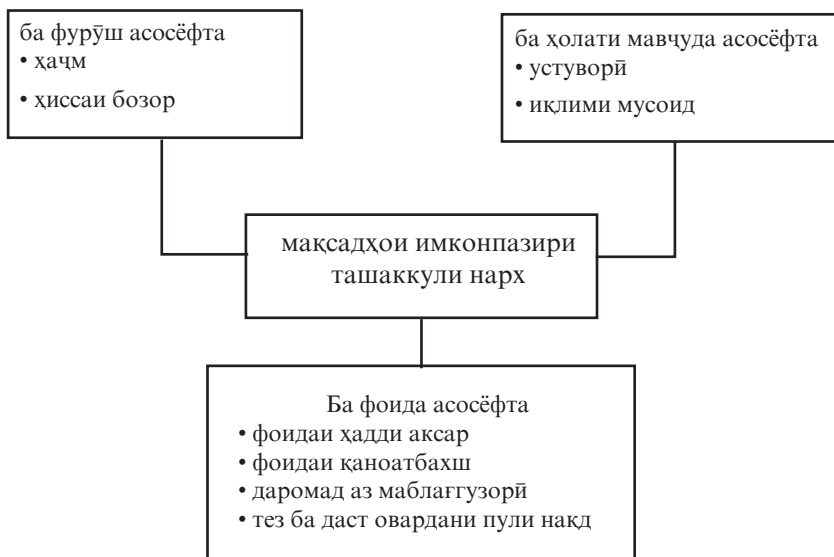 ба фурӯш асосёфта
• ҳаҷм
• ҳиссаи бозор
ба ҳолати мавҷуда асосёфта
• устуворӣ
• иқлими мусоид
мақсадҳои имконпазири
ташаккули нарх
Ба фоида асосёфта
• фоидаи ҳадди аксар
• фоидаи қаноатбахш
• даромад аз маблағгузорӣ
• тез ба даст овардани пули нақд